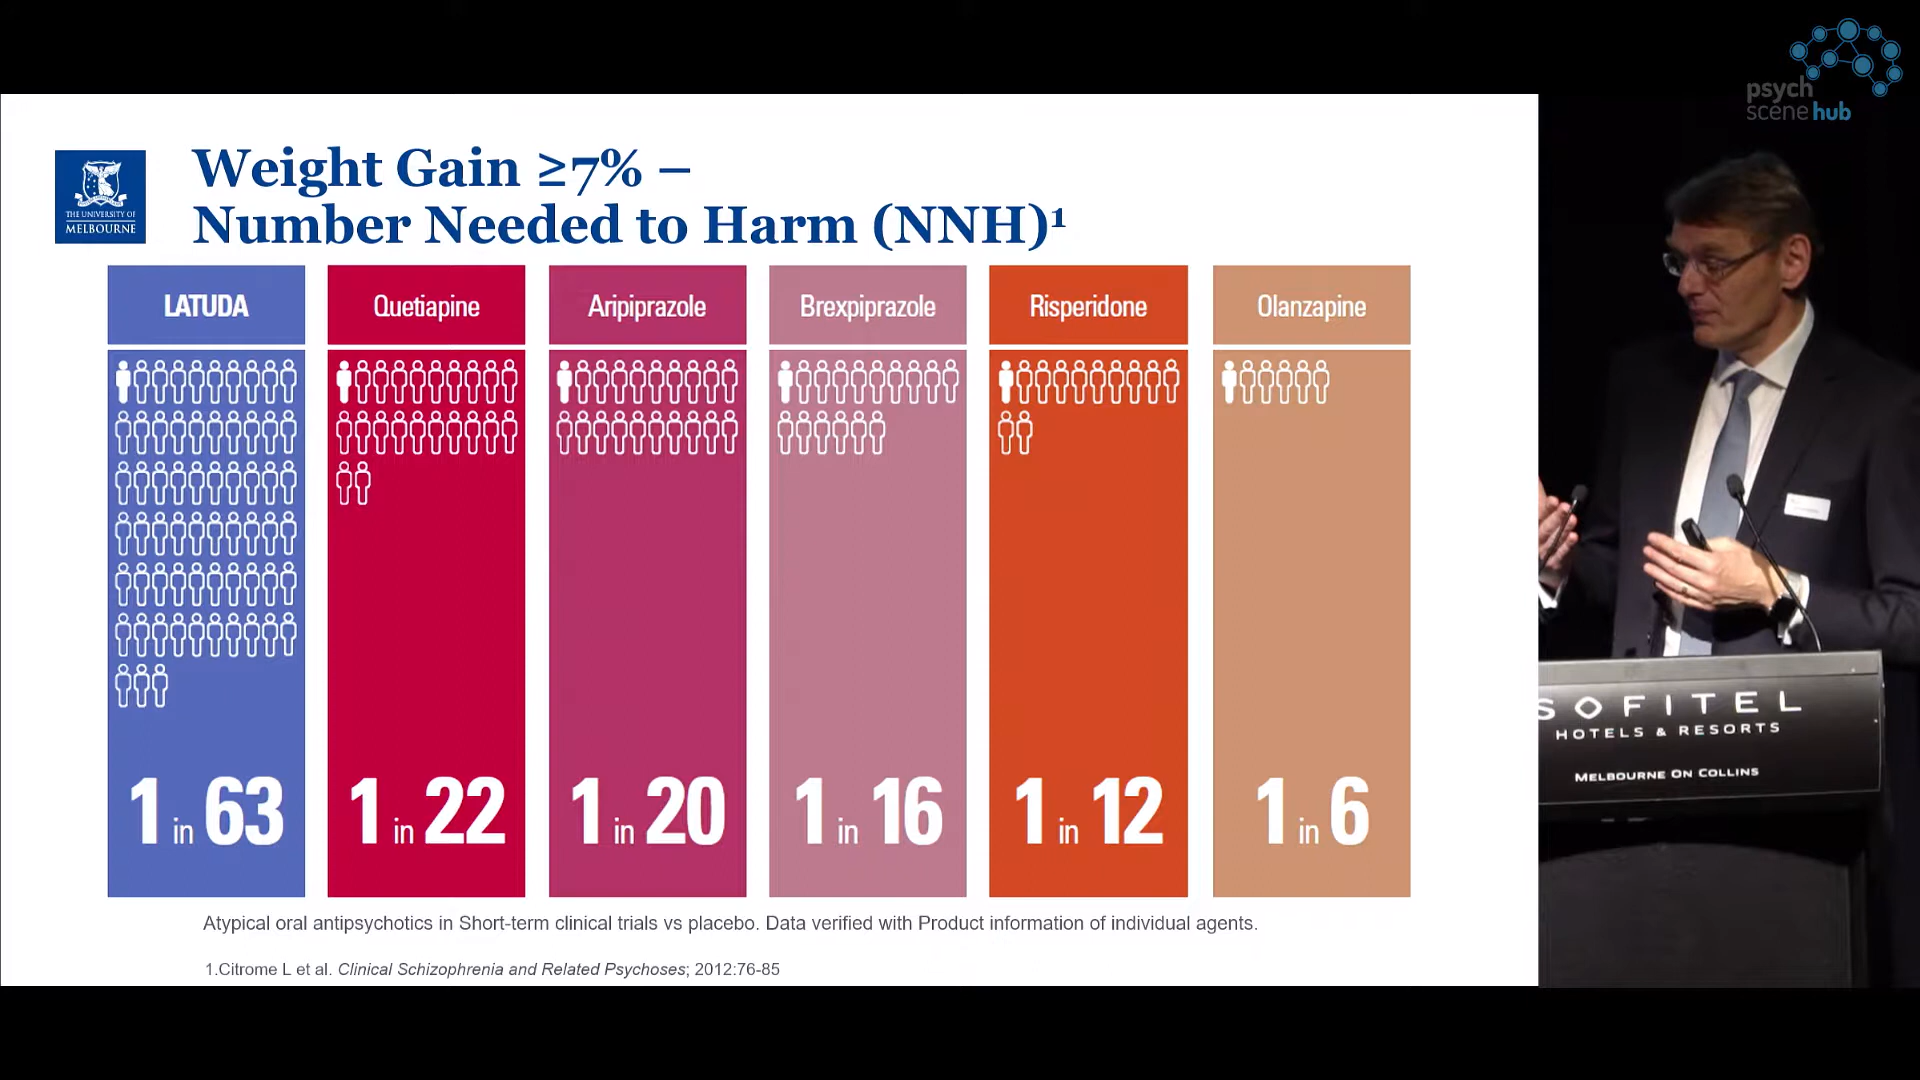 psych
scene hub
THE UNIVERSITY OF
MELBOURNE
Weight Gain ≥7% –
Number Needed to Harm (NNH)¹
LATUDA
Quetiapine
Aripiprazole
Brexpiprazole
Risperidone
Olanzapine
1 in 63
1 in 22
1 in 20
1 in 16
1 in 12
1 in 6
Atypical oral antipsychotics in Short-term clinical trials vs placebo. Data verified with Product information of individual agents.
1.Citrome L et al. Clinical Schizophrenia and Related Psychoses; 2012:76-85
SOFITEL
HOTELS & RESORTS
MELBOURNE ON COLLINS